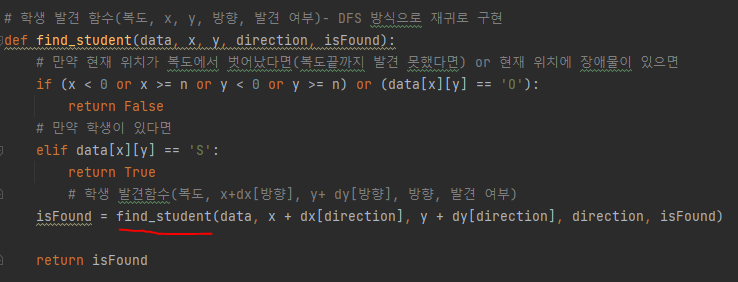 # 학생 발견 함수(복도, x, y, 방향, 발견 여부)- DFS 방식으로 재귀로 구현
def find_student(data, x, y, direction, isFound):
# 만약 현재 위치가 복도에서 벗어났다면(복도끝까지 발견 못했다면) or 현재 위치에 장애물이 있으면
if (x < 0 or x >= n or y < 0 or y >= n) or (data[x][y] == 'O'):
return False
# 만약 학생이 있다면
elif data[x][y] == 'S':
return True
# 학생 발견함수(복도, x+dx[방향], y+ dy[방향], 방향, 발견 여부)
isFound = find_student(data, x + dx[direction], y + dy[direction], direction, isFound)
return isFound